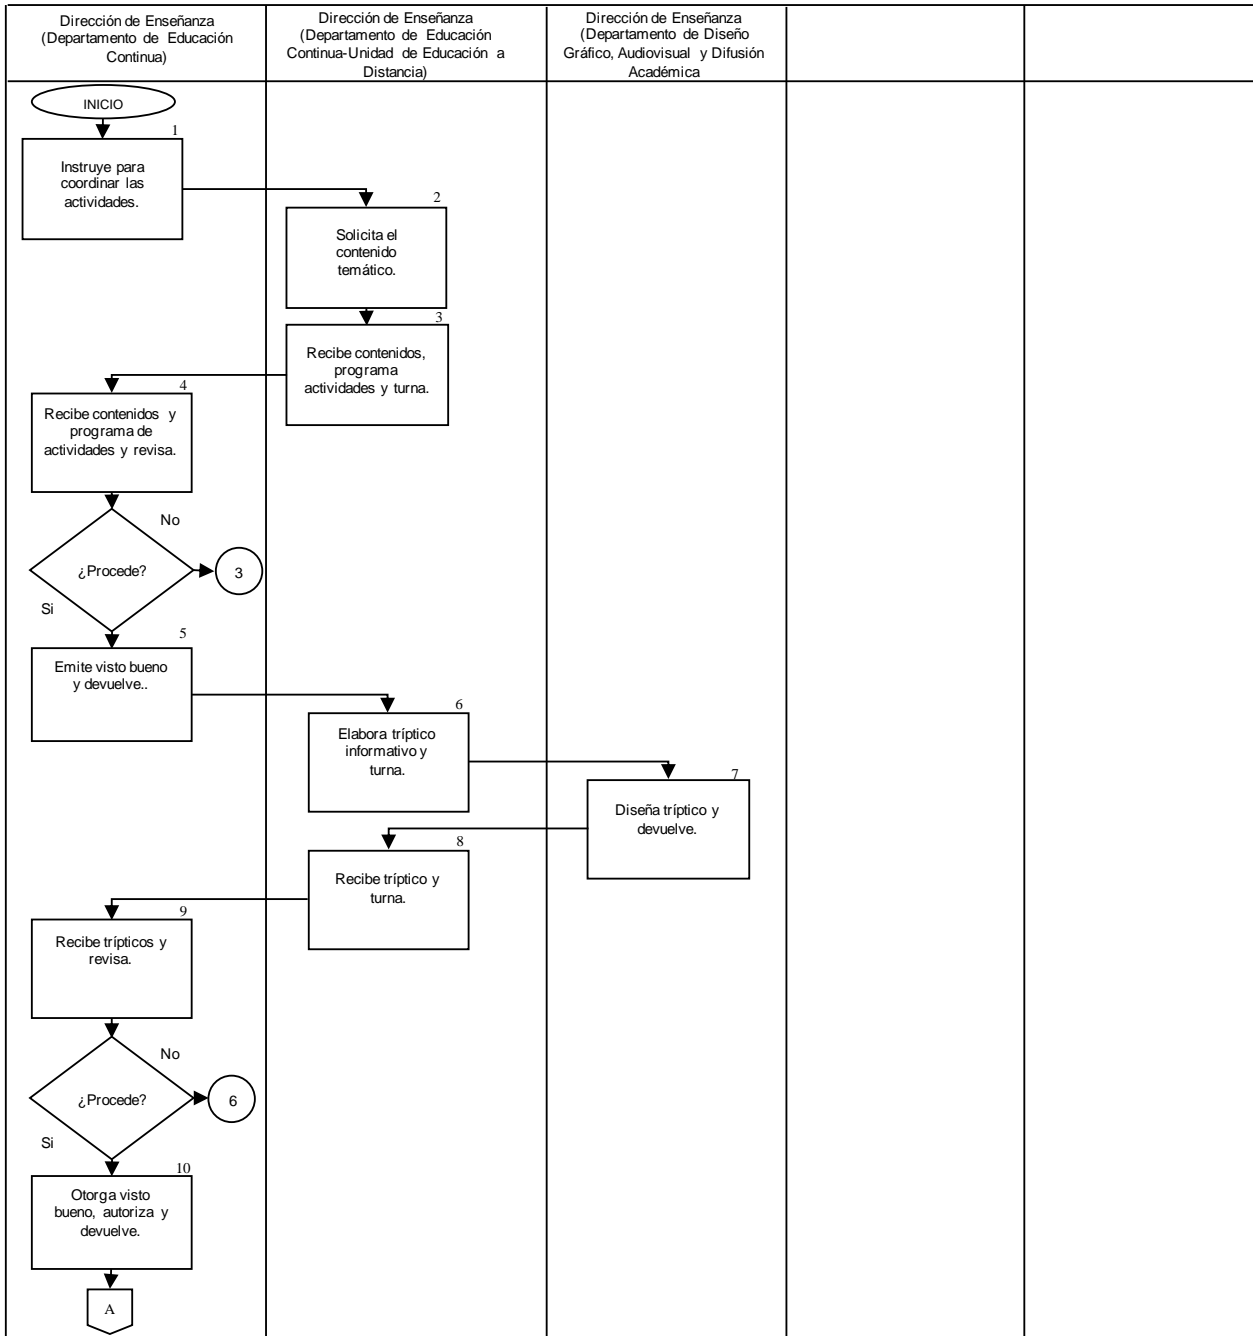 Dirección de Enseñanza
(Departamento de Educación
Continua)
Dirección de Enseñanza
(Departamento de Educación
Continua-Unidad de Educación a
Distancia)
Dirección de Enseñanza
(Departamento de Diseño
Gráfico, Audiovisual y Difusión
Académica
INICIO
1
Instruye para
coordinar las
actividades.
2
Solicita el
contenido
temático.
3
Recibe contenidos,
programa
actividades y turna.
4
Recibe contenidos y
programa de
actividades y revisa.
No
¿Procede?
3
Si
5
Emite visto bueno
y devuelve..
6
Elabora tríptico
informativo y
turna.
7
Diseña tríptico y
devuelve.
8
Recibe tríptico y
turna.
9
Recibe trípticos y
revisa.
No
¿Procede?
6
Si
10
Otorga visto
bueno, autoriza y
devuelve.
A